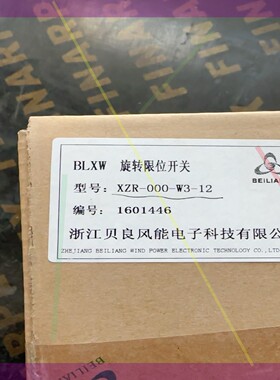 BLXW 旋转限位开关
BEILIANG
型号: XZR-000-W3-12
编号: 1601446
浙江贝良风能电子科技有限公
ZHEJIANG BEILIANG WIND POWER ELECTRONIC TECHNOLOGY CO.,LTD